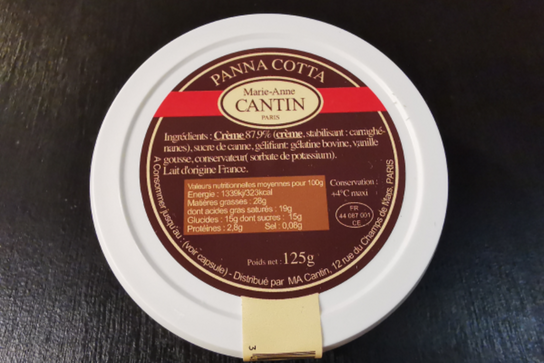 PANNA COTTA
Marie-Anne
CANTIN
PARIS
Ingrédients : Crème 87,9% (crème, stabilisant : carraghé-
nanes), sucre de canne, gélifiant: gélatine bovine, vanille
gousse, conservateur( sorbate de potassium).
Lait d'origine France.
Valeurs nutritionnelles moyennes pour 100g
Energie : 1339kj/323kcal
Matières grasses : 28g
dont acides gras saturés : 19g
Glucides : 15g dont sucres : 15g
Protéines : 2,8g Sel : 0,08g
Conservation :
+4°C maxi
FR
44 087 001
CE
Poids net : 125g
A Consommer jusqu'au : (voir capsule) - Distribué par MA Cantin, 12 rue du Champs de Mars, PARIS
3